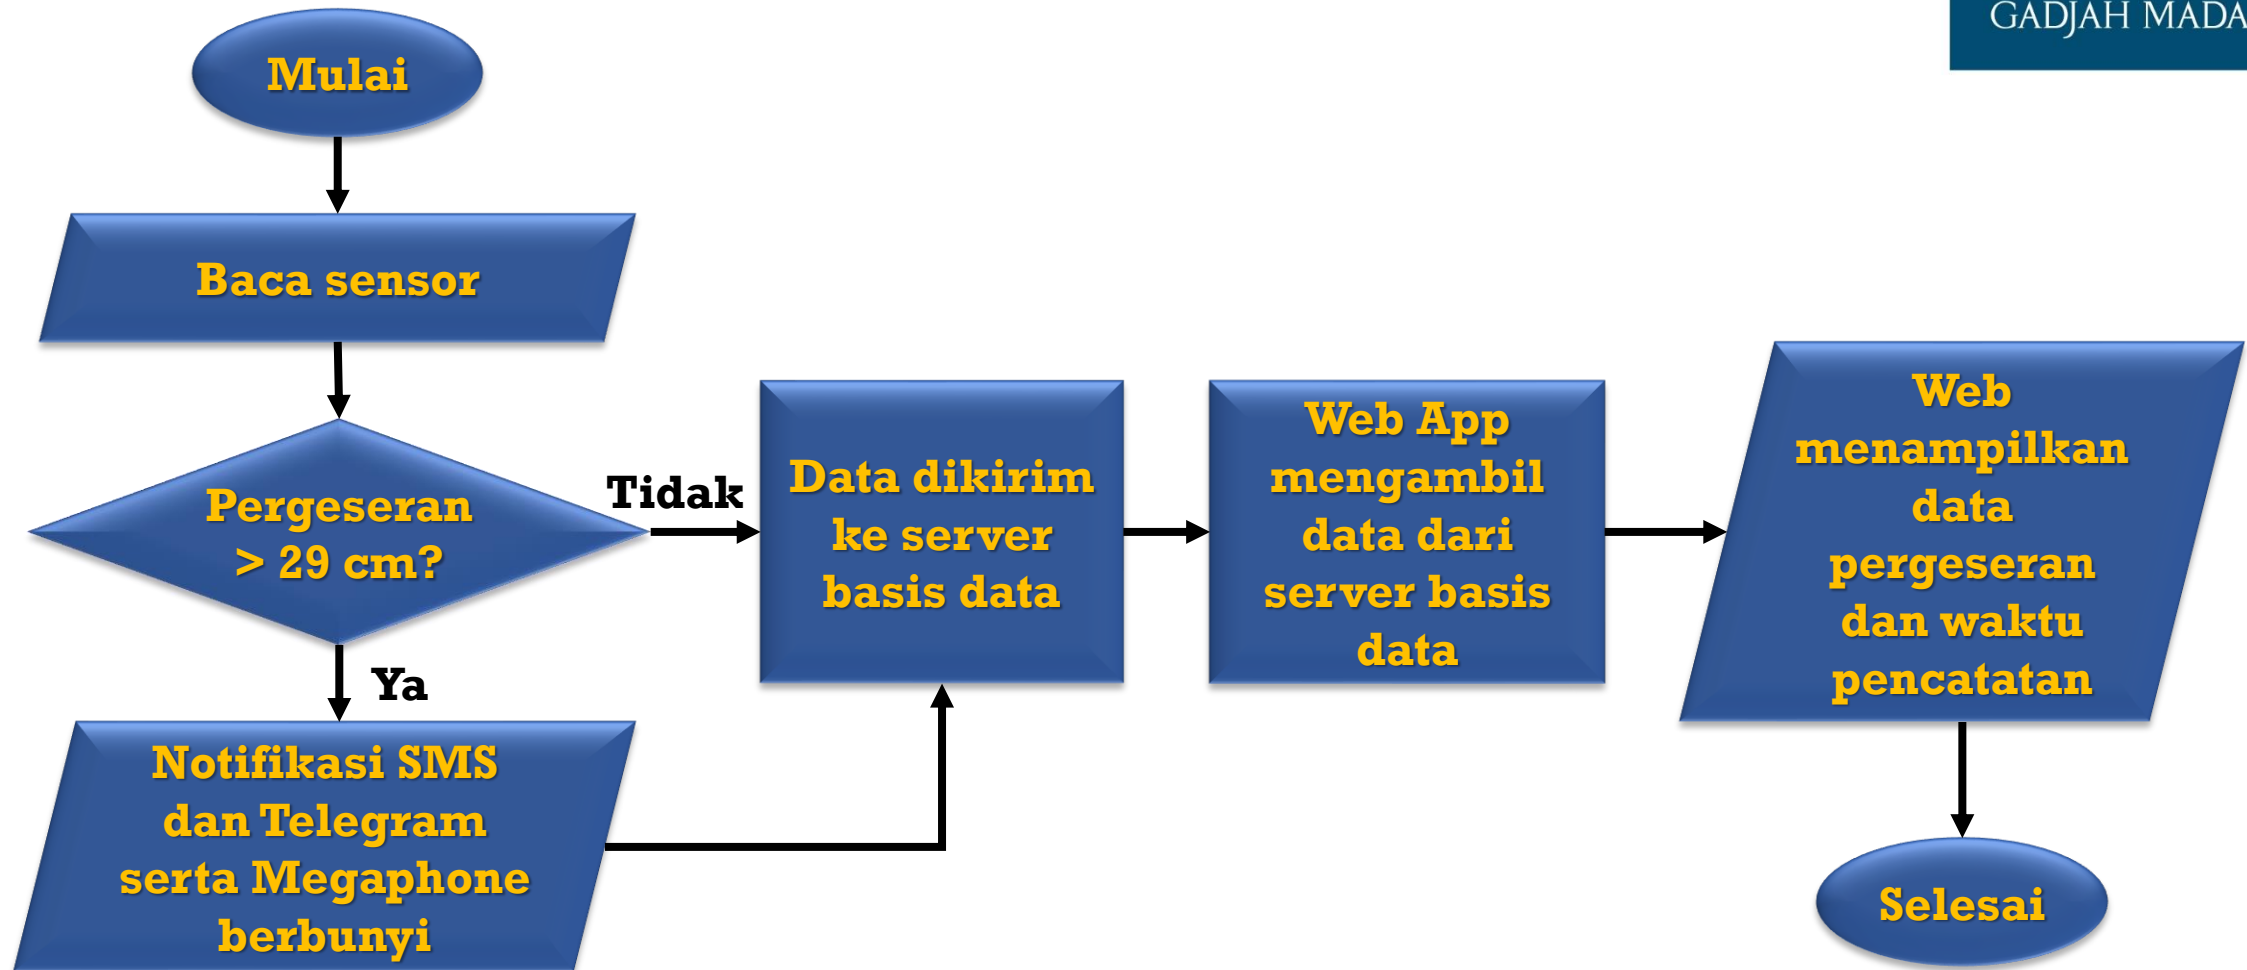 GADJAH MADA
Mulai
Baca sensor
Pergeseran
> 29 cm?
Tidak
Ya
Notifikasi SMS
dan Telegram
serta Megaphone
berbunyi
Data dikirim
ke server
basis data
Web App
mengambil
data dari
server basis
data
Web
menampilkan
data
pergeseran
dan waktu
pencatatan
Selesai